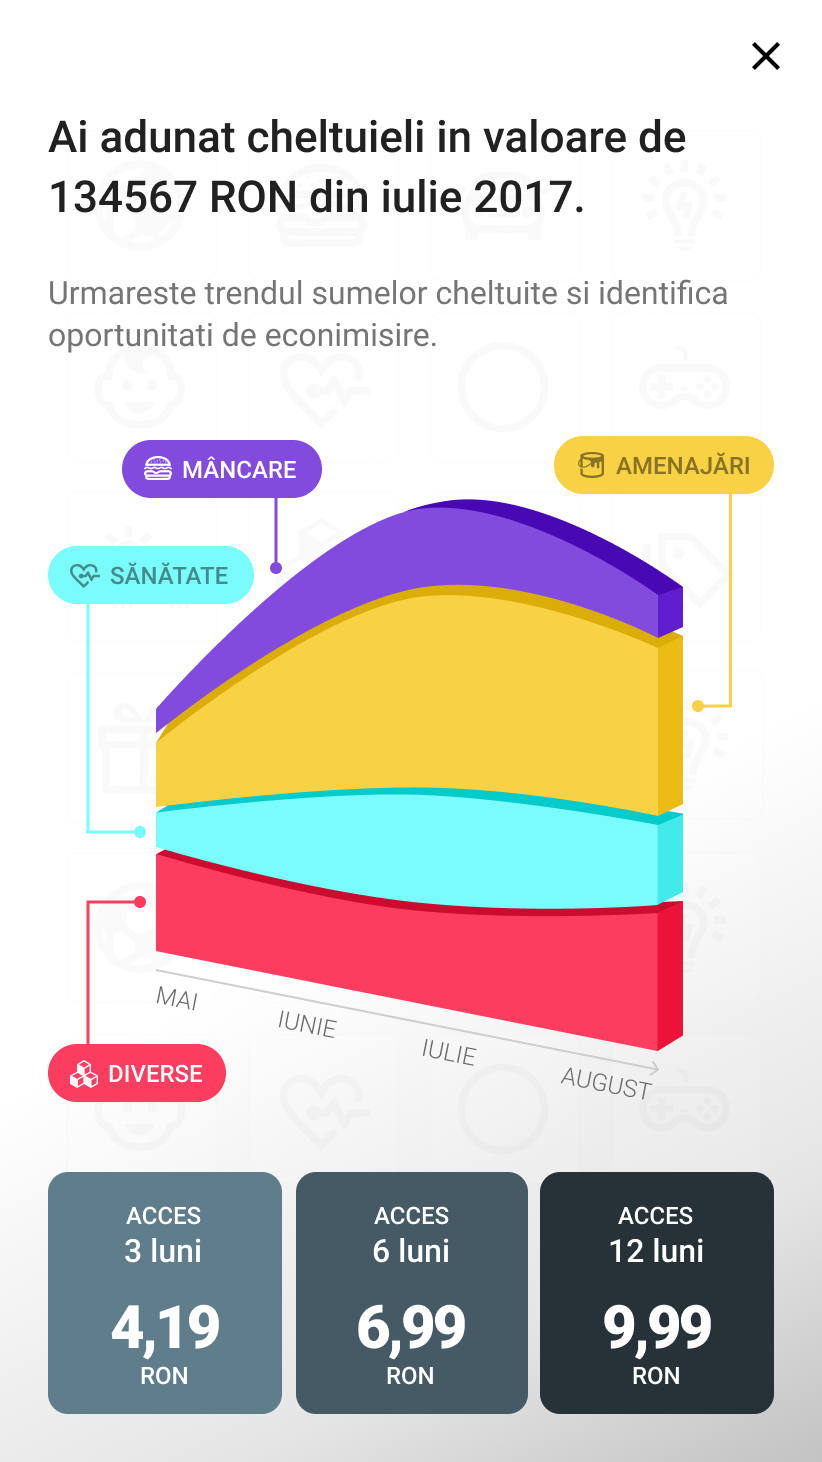 Ai adunat cheltuieli in valoare de
134567 RON din iulie 2017.
Urmareste trendul sumelor cheltuite si identifica
oportunitati de econimisire.
MÂNCARE
AMENAJĂRI
SĂNĂTATE
DIVERSE
MAI
IUNIE
IULIE
AUGUST
ACCES
3 luni
4,19
RON
ACCES
6 luni
6,99
RON
ACCES
12 luni
9,99
RON